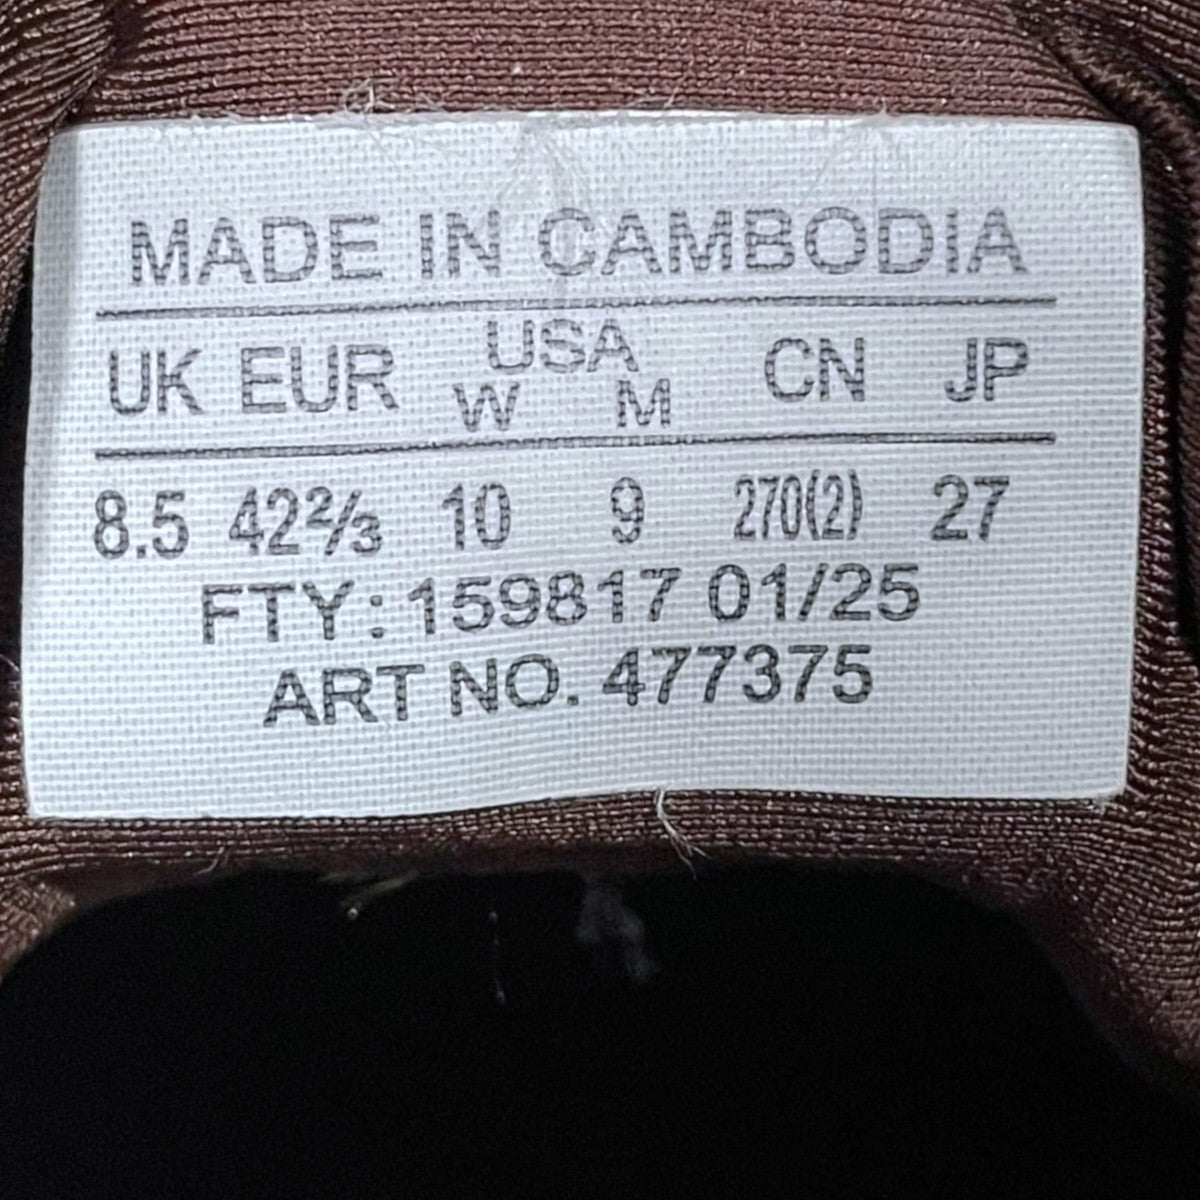 MADE IN CAMBODIA
UK EUR USA CN JP
W M
8.5 42⅔ 10 9 270(2) 27
FTY: 159817 01/25
ART NO. 477375